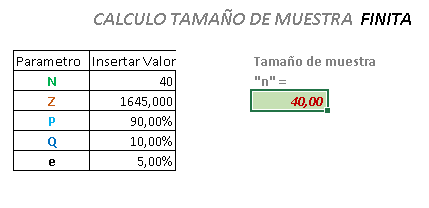 CALCULO TAMAÑO DE MUESTRA FINITA
Parametro Insertar Valor
N 40
Z 1645,000
P 90,00%
Q 10,00%
e 5,00%
Tamaño de muestra
"n" =
40,00